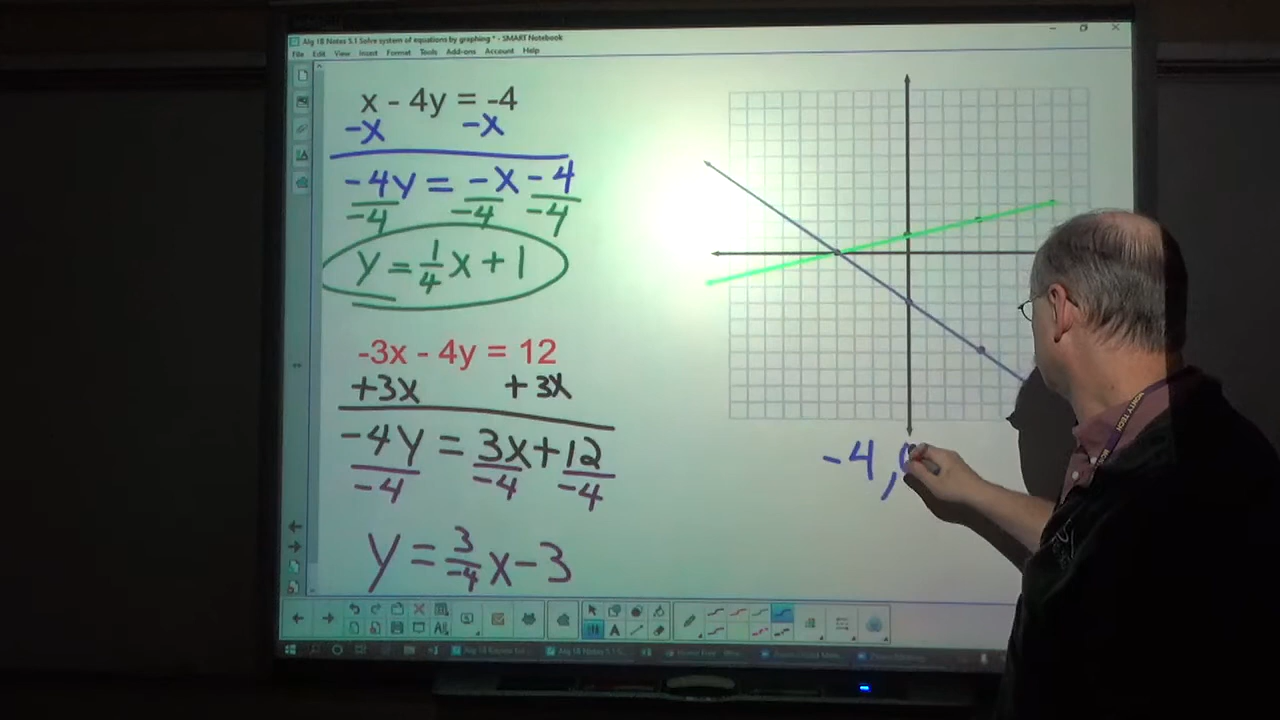 Alg 1B Notes 5.1 Solve system of equations by graphing * - SMART Notebook
File Edit View Insert Format Tools Add-ons Account Help
x - 4y = -4
-x -x
-4y = -x - 4
-4 -4 -4
y = 1/4 x + 1
-3x - 4y = 12
+3x +3x
-4y = 3x + 12
-4 -4 -4
y = 3/-4 x - 3
-4,